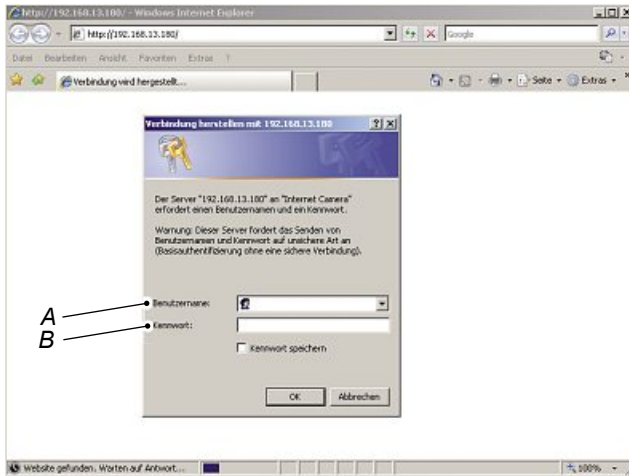 http://192.168.13.180/ - Windows Internet Explorer
http://192.168.13.180/
Google
Datei Bearbeiten Ansicht Favoriten Extras ?
Verbindung wird hergestellt...
Seite
Extras
Verbindung herstellen mit 192.168.13.180
Der Server "192.168.13.180" an "Internet Camera"
erfordert einen Benutzernamen und ein Kennwort.
Warnung: Dieser Server fordert das Senden von
Benutzernamen und Kennwort auf unsichere Art an
(Basisauthentifizierung ohne eine sichere Verbindung).
A
Benutzername:
B
Kennwort:
Kennwort speichern
OK
Abbrechen
Website gefunden. Warten auf Antwort...
100%